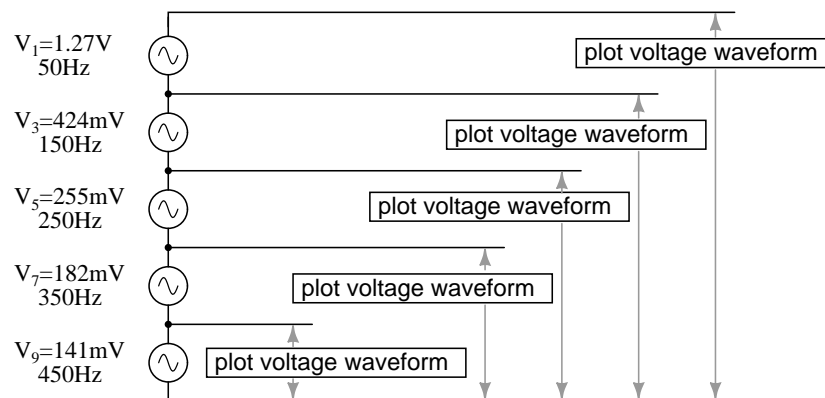 V₁=1.27V
50Hz
plot voltage waveform
V₃=424mV
150Hz
plot voltage waveform
V₅=255mV
250Hz
plot voltage waveform
V₇=182mV
350Hz
plot voltage waveform
V₉=141mV
450Hz
plot voltage waveform